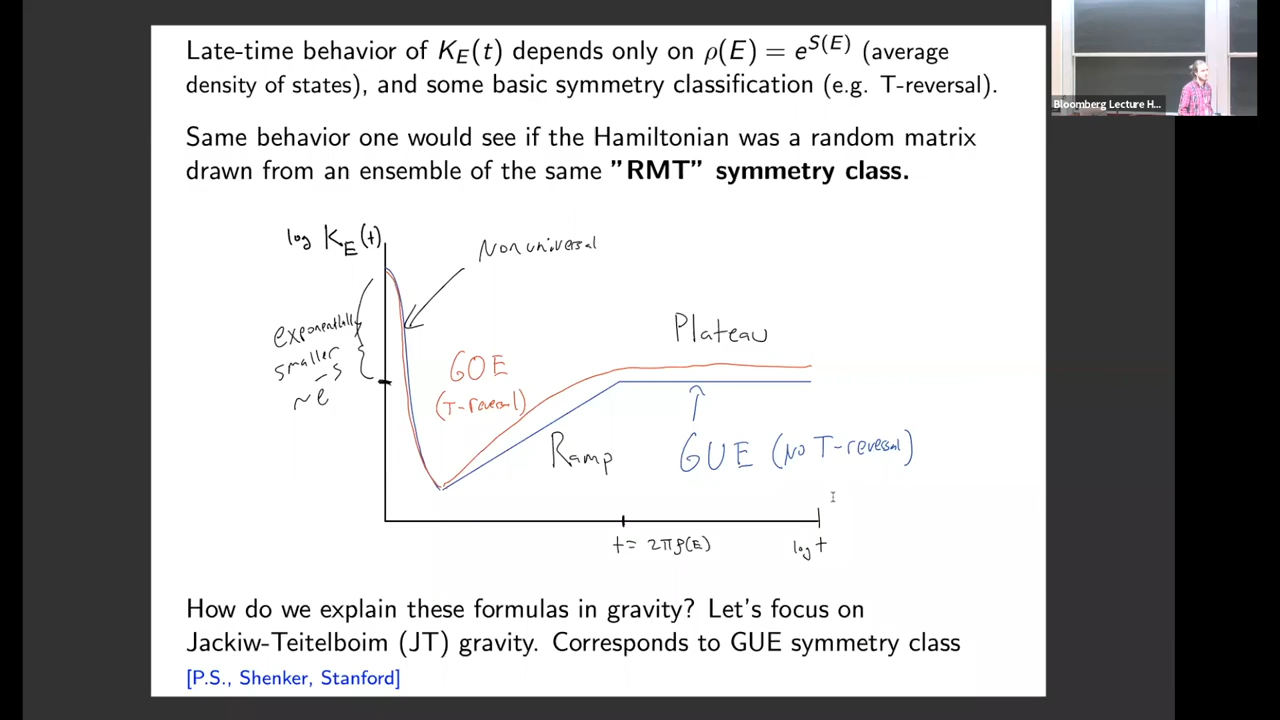 Late-time behavior of K_E(t) depends only on ρ(E) = e^{S(E)} (average
density of states), and some basic symmetry classification (e.g. T-reversal).
Same behavior one would see if the Hamiltonian was a random matrix
drawn from an ensemble of the same "RMT" symmetry class.
Bloomberg Lecture H...
log K_E(t)
Nonuniversal
exponentially
smaller
~e^{-S}
GOE
(T-reversal)
Plateau
Ramp
GUE (No T-reversal)
t = 2πρ(E)
log t
How do we explain these formulas in gravity? Let's focus on
Jackiw-Teitelboim (JT) gravity. Corresponds to GUE symmetry class
[P.S., Shenker, Stanford]